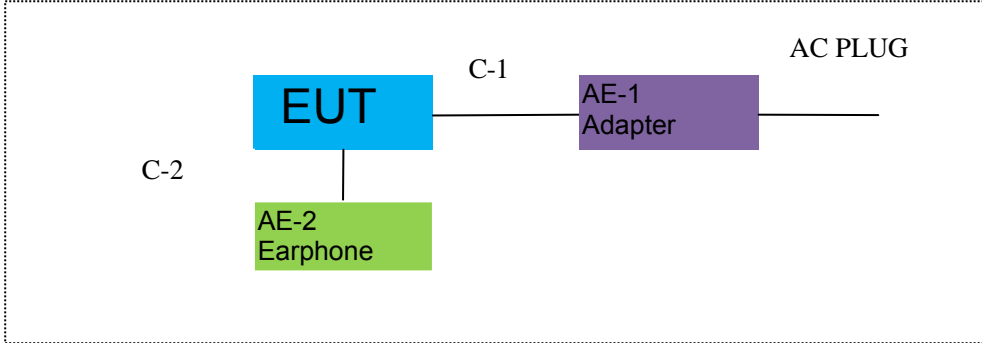 AC PLUG
C-1
EUT
AE-1
Adapter
C-2
AE-2
Earphone